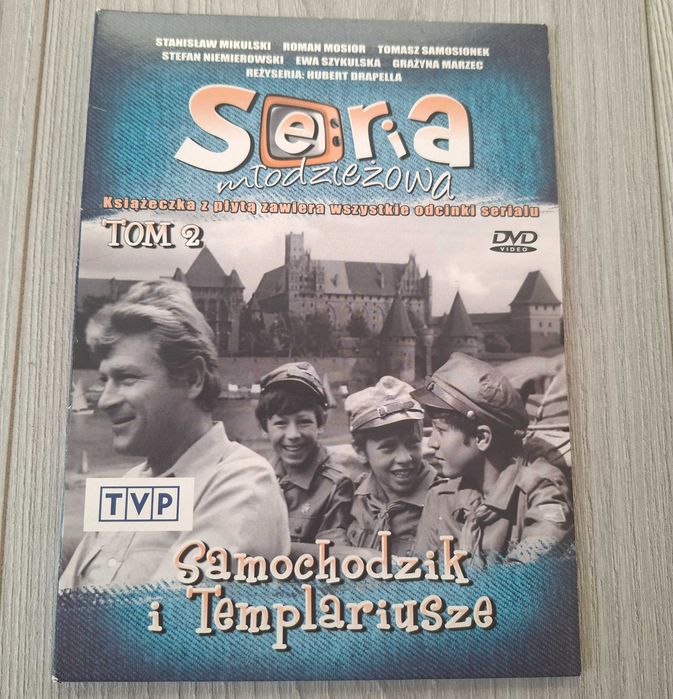 STANISŁAW MIKULSKI ROMAN MOSIOR TOMASZ SAMOSIONEK
STEFAN NIEMIEROWSKI EWA SZYKULSKA GRAŻYNA MARZEC
REŻYSERIA: HUBERT DRAPELLA
Seria
młodzieżowa
Książeczka z płytą zawiera wszystkie odcinki serialu
TOM 2
DVD
VIDEO
TVP
Samochodzik
i Templariusze